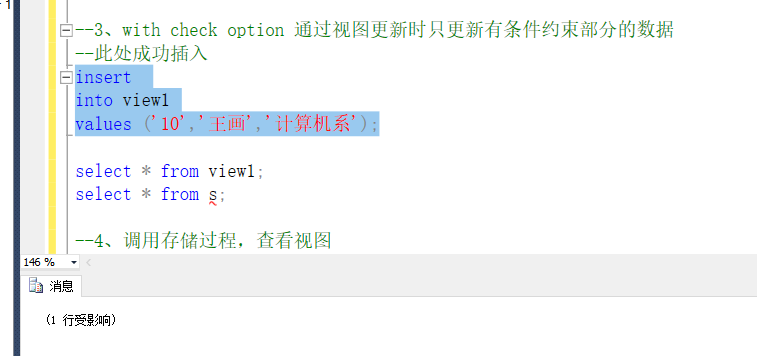 1
--3、with check option 通过视图更新时只更新有条件约束部分的数据
--此处成功插入
insert
into view1
values ('10','王画','计算机系');
select * from view1;
select * from s;
--4、调用存储过程，查看视图
146 %
消息
(1 行受影响)